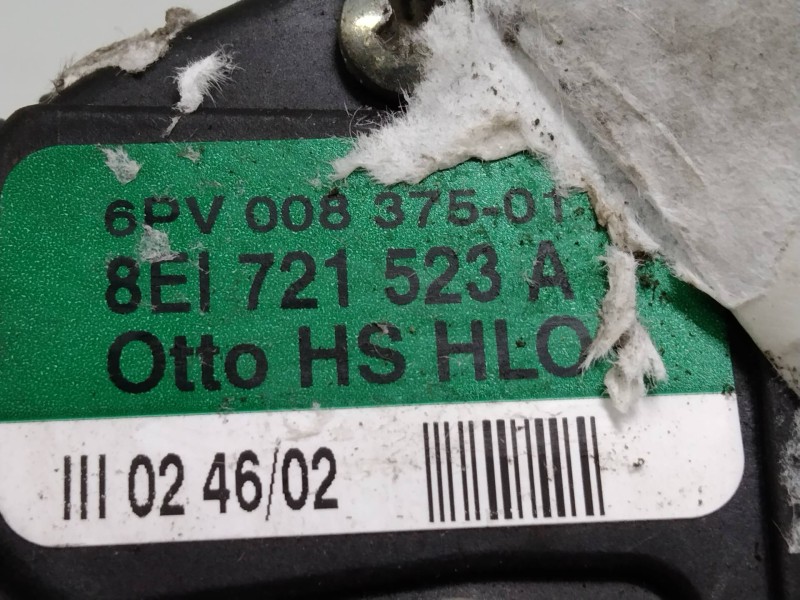 6PV 008 375-01
8E1 721 523 A
Otto HS HLO
III 02 46/02